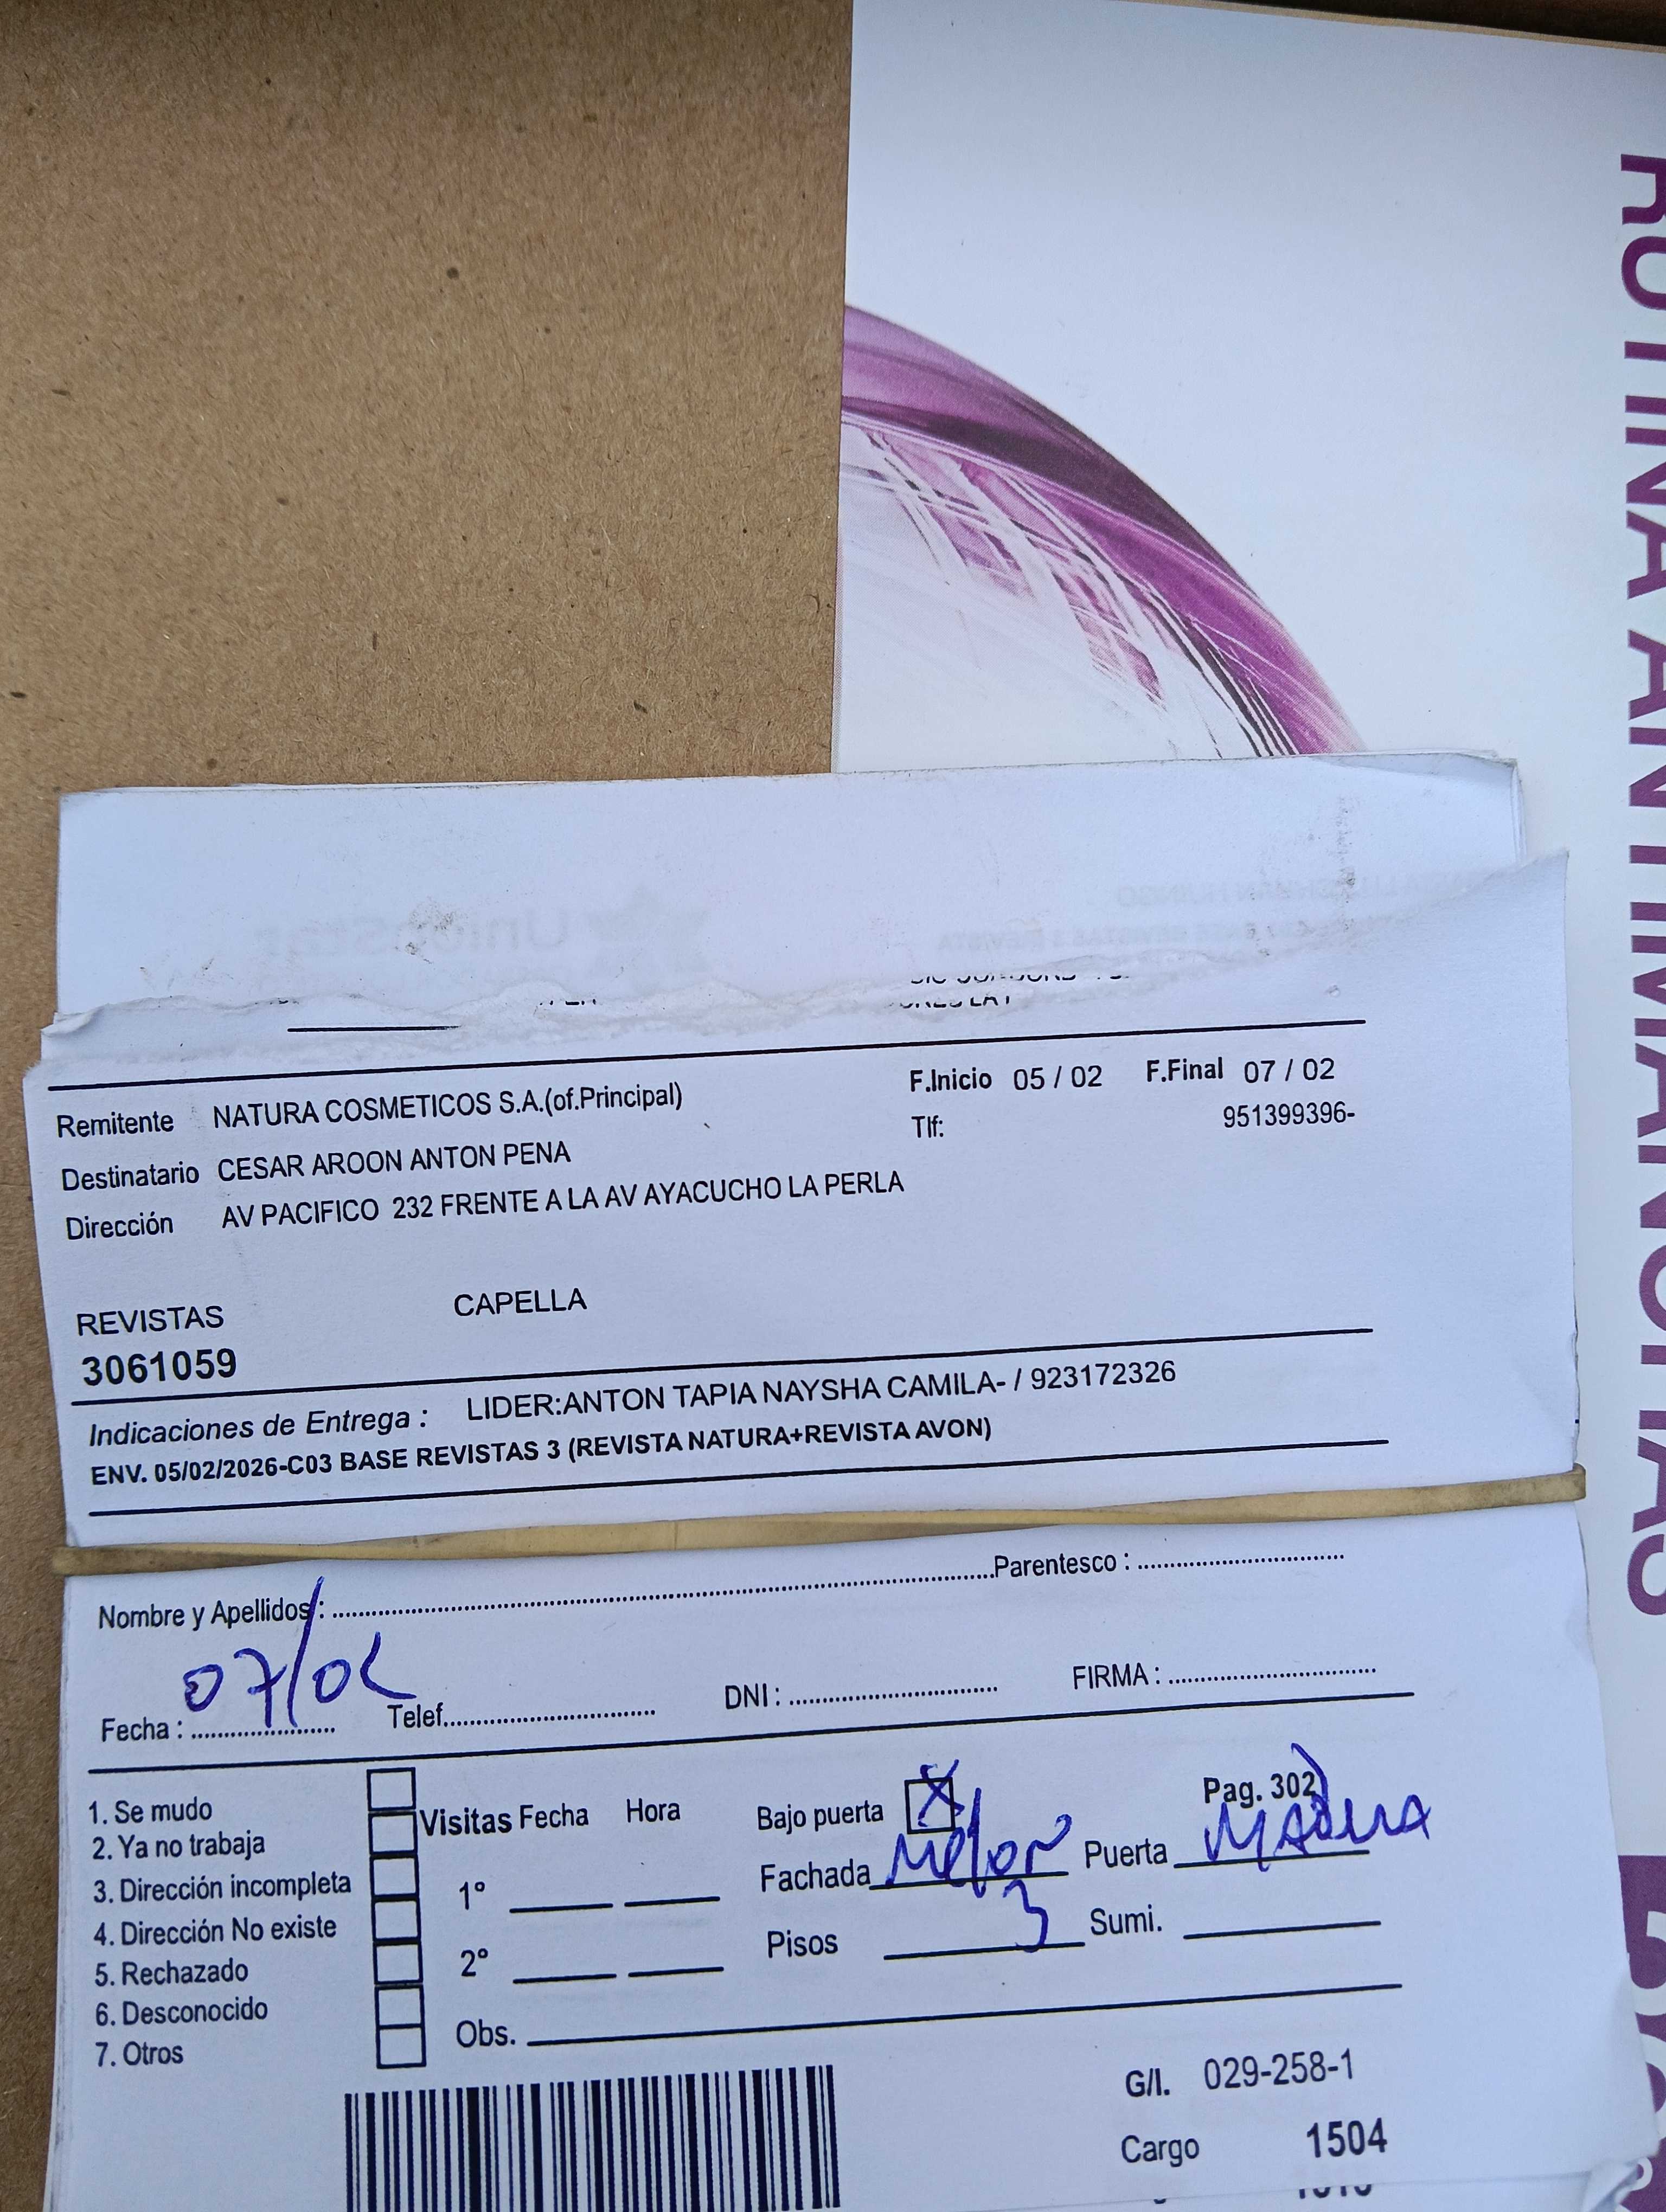 RUTINA ANTIMANCHAS
Remitente NATURA COSMETICOS S.A.(of.Principal) F.Inicio 05 / 02 F.Final 07 / 02
Destinatario CESAR AROON ANTON PENA Tlf: 951399396-
Dirección AV PACIFICO 232 FRENTE A LA AV AYACUCHO LA PERLA
REVISTAS CAPELLA
3061059
Indicaciones de Entrega : LIDER:ANTON TAPIA NAYSHA CAMILA- / 923172326
ENV. 05/02/2026-C03 BASE REVISTAS 3 (REVISTA NATURA+REVISTA AVON)
Nombre y Apellidos : Parentesco :
07/02
Fecha : Telef. DNI : FIRMA :
1. Se mudo
2. Ya no trabaja
3. Dirección incompleta
4. Dirección No existe
5. Rechazado
6. Desconocido
7. Otros
Visitas Fecha Hora
1º
2º
Obs.
Bajo puerta X Pag. 302
Fachada Puerta
Pisos 3 Sumi.
G/I. 029-258-1
Cargo 1504